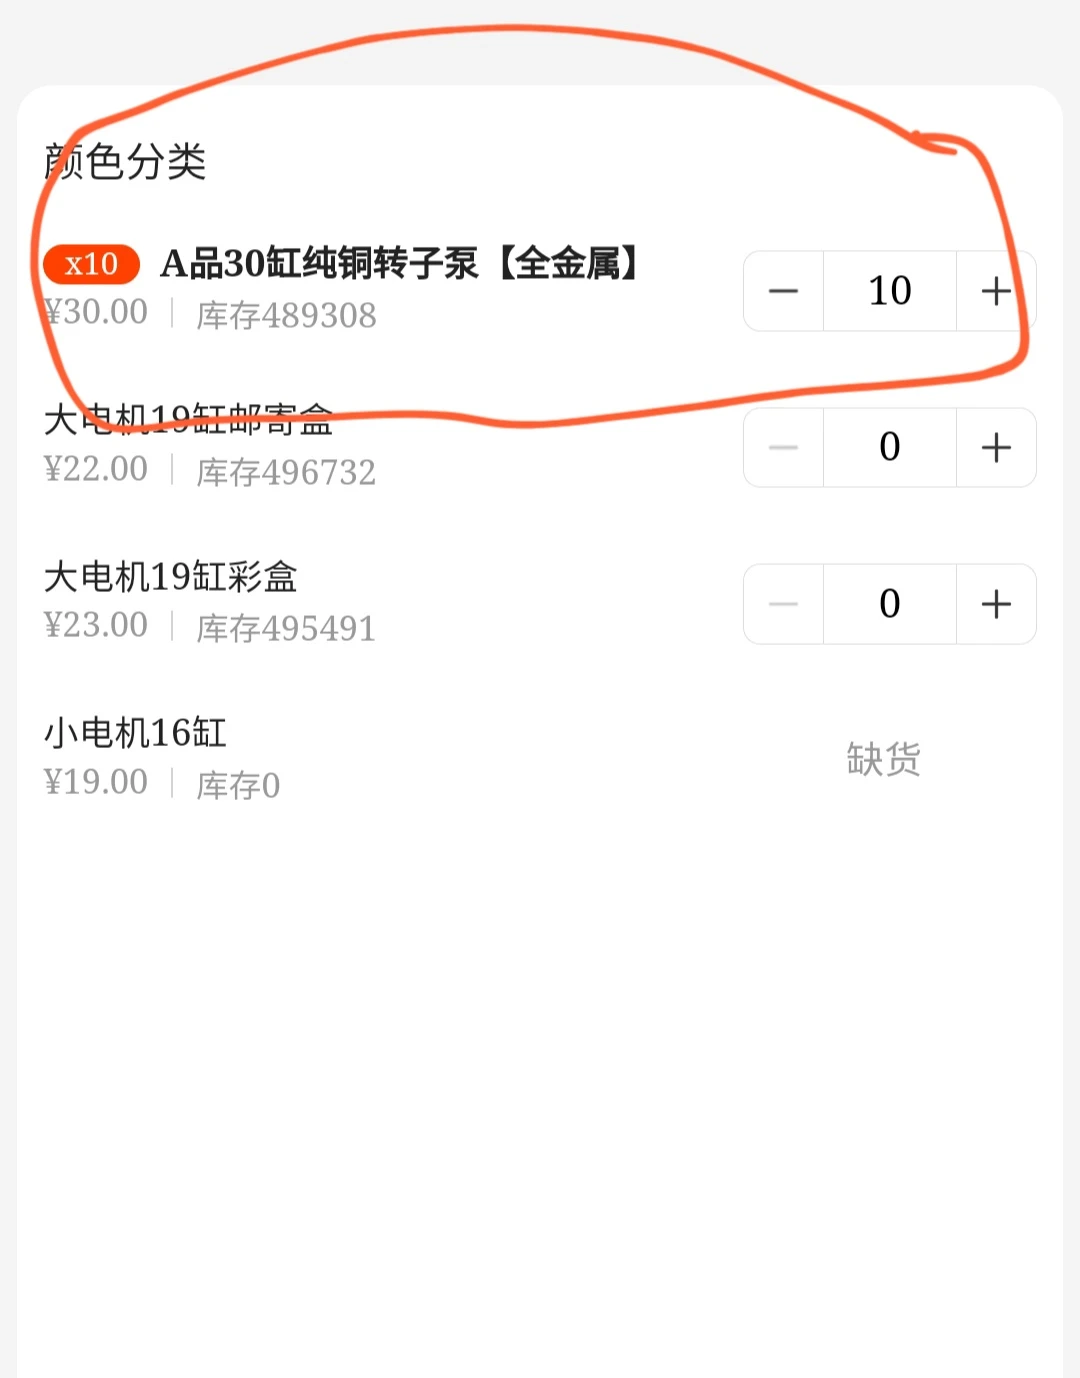 颜色分类
x10 A品30缸纯铜转子泵【全金属】
¥30.00 库存489308
10
大电机19缸邮寄盒
¥22.00 库存496732
0
大电机19缸彩盒
¥23.00 库存495491
0
小电机16缸
¥19.00 库存0
缺货